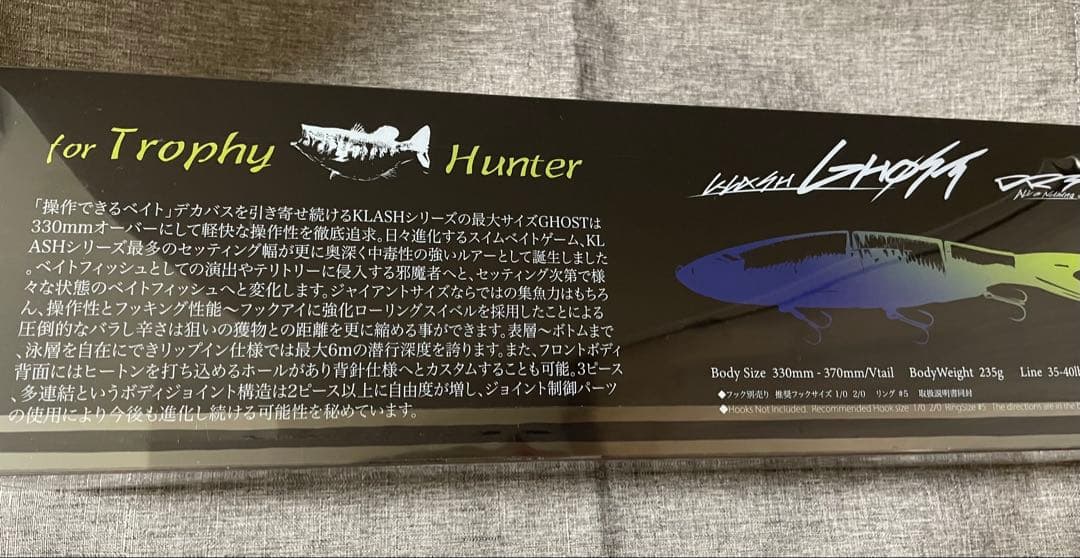 for Trophy Hunter
「操作できるベイト」デカバスを引き寄せ続けるKLASHシリーズの最大サイズGHOSTは
330mmオーバーにして軽快な操作性を徹底追求。日々進化するスイムベイトゲーム、KL
ASHシリーズ最多のセッティング幅が更に奥深く中毒性の強いルアーとして誕生しました
。ベイトフィッシュとしての演出やテリトリーに侵入する邪魔者へと、セッティング次第で様
々な状態のベイトフィッシュへと変化します。ジャイアントサイズならではの集魚力はもちろ
ん、操作性とフッキング性能〜フックアイに強化ローリングスイベルを採用したことによる
圧倒的なバラし辛さは狙いの獲物との距離を更に縮める事ができます。表層〜ボトムまで
、泳層を自在にできリップイン仕様では最大6mの潜行深度を誇ります。また、フロントボディ
背面にはヒートンを打ち込めるホールがあり背針仕様へとカスタムすることも可能。3ピース
、多連結というボディジョイント構造は2ピース以上に自由度が増し、ジョイント制御パーツ
の使用により今後も進化し続ける可能性を秘めています。
KLASH GHOST
Body Size 330mm - 370mm/Vtail BodyWeight 235g Line 35-40lb
◆フック別売り 推奨フックサイズ 1/0 2/0 リング #5 取扱説明書同封
◆Hooks Not Included. Recommended Hook size 1/0 2/0 RingSize #5 The directions are in the